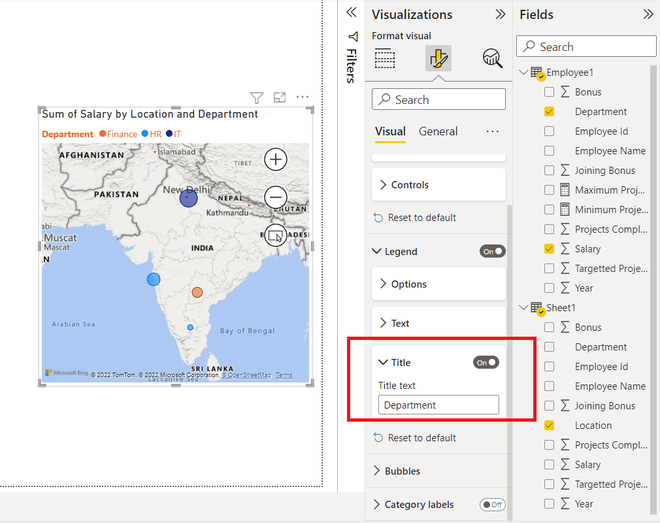 Sum of Salary by Location and Department
Department Finance HR IT
AFGHANISTAN
Islamabad
TIBET
PAKISTAN
New Delhi
NEPAL
Kathmandu
BHUTAN
Muscat
Muscat
INDIA
BANGLADESH
Arabian Sea
Bay of Bengal
SRI LANKA
Laccadive Sea
Microsoft Bing
© 2022 TomTom, © 2022 Microsoft Corporation, © OpenStreetMap Terms
Filters
Visualizations
Format visual
Search
Visual General
Controls
Reset to default
Legend On
Options
Text
Title On
Title text
Department
Reset to default
Bubbles
Category labels Off
Fields
Search
Employee1
Bonus
Department
Employee Id
Employee Name
Joining Bonus
Maximum Proj...
Minimum Proje...
Projects Compl...
Salary
Targetted Proje...
Year
Sheet1
Bonus
Department
Employee Id
Employee Name
Joining Bonus
Location
Projects Compl...
Salary
Targetted Proje...
Year